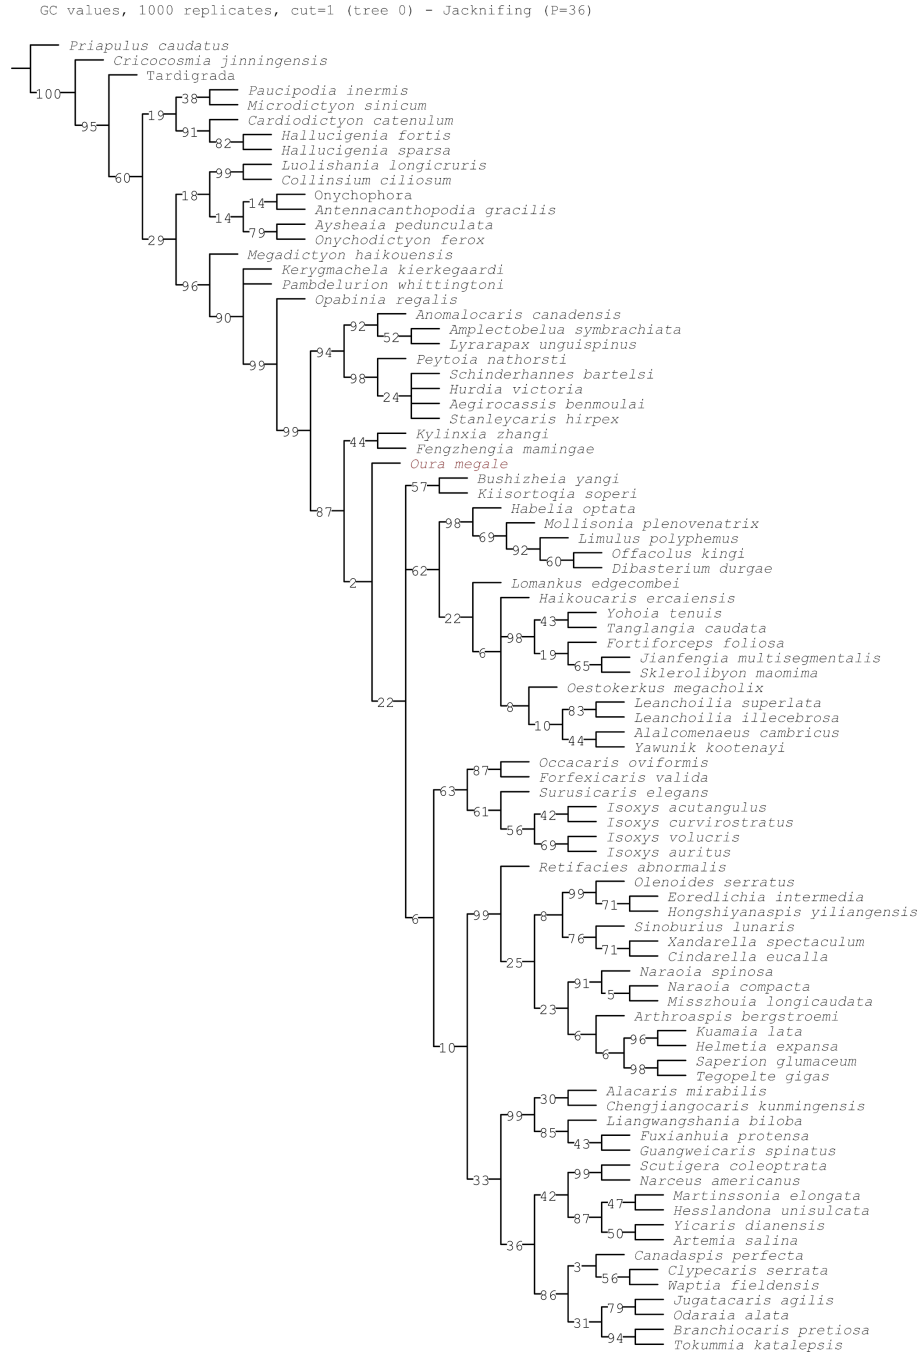 GC values, 1000 replicates, cut=1 (tree 0) - Jacknifing (P=36)
Priapulus caudatus
Cricocosmia jinningensis
100
Tardigrada
Paucipodia inermis
38
Microdictyon sinicum
19
Cardiodictyon catenulum
95
91
Hallucigenia fortis
82
Hallucigenia sparsa
Luolishania longicruris
99
60
Collinsium ciliosum
18
Onychophora
14
Antennacanthopodia gracilis
14
Aysheaia pedunculata
79
29
Onychodictyon ferox
Megadictyon haikouensis
Kerygmachela kierkegaardi
96
Pambdelurion whittingtoni
Opabinia regalis
90
Anomalocaris canadensis
92
Amplectobelua symbrachiata
52
Lyrarapax unguispinus
94
Peytoia nathorsti
99
Schinderhannes bartelsi
98
Hurdia victoria
24
Aegirocassis benmoulai
Stanleycaris hirpex
99
Kylinxia zhangi
44
Fengzhengia mamingae
Oura megale
Bushizheia yangi
57
Kiisortoqia soperi
87
Habelia optata
98
Mollisonia plenovenatrix
69
Limulus polyphemus
92
Offacolus kingi
60
Dibasterium durgae
62
2
Lomankus edgecombei
Haikoucaris ercaiensis
22
Yohoia tenuis
43
Tanglangia caudata
98
Fortiforceps foliosa
6
19
Jianfengia multisegmentalis
65
Sklerolibyon maomima
Oestokerkus megacholix
22
8
Leanchoilia superlata
83
Leanchoilia illecebrosa
10
Alalcomenaeus cambricus
44
Yawunik kootenayi
Occacaris oviformis
87
Forfexicaris valida
63
Surusicaris elegans
61
Isoxys acutangulus
42
Isoxys curvirostratus
56
Isoxys volucris
69
Isoxys auritus
Retifacies abnormalis
Olenoides serratus
99
Eoredlichia intermedia
71
Hongshiyanaspis yiliangensis
99
8
6
Sinoburius lunaris
76
Xandarella spectaculum
71
Cindarella eucalla
25
Naraoia spinosa
91
Naraoia compacta
5
Misszhouia longicaudata
23
Arthroaspis bergstroemi
6
Kuamaia lata
96
Helmetia expansa
10
6
Saperion glumaceum
98
Tegopelte gigas
Alacaris mirabilis
30
Chengjiangocaris kunmingensis
99
Liangwangshania biloba
85
Fuxianhuia protensa
43
Guangweicaris spinatus
Scutigera coleoptrata
99
33
Narceus americanus
42
Martinssonia elongata
47
Hesslandona unisulcata
87
Yicaris dianensis
50
Artemia salina
36
Canadaspis perfecta
3
Clypecaris serrata
56
Waptia fieldensis
86
Jugatacaris agilis
79
Odaraia alata
31
Branchiocaris pretiosa
94
Tokummia katalepsis